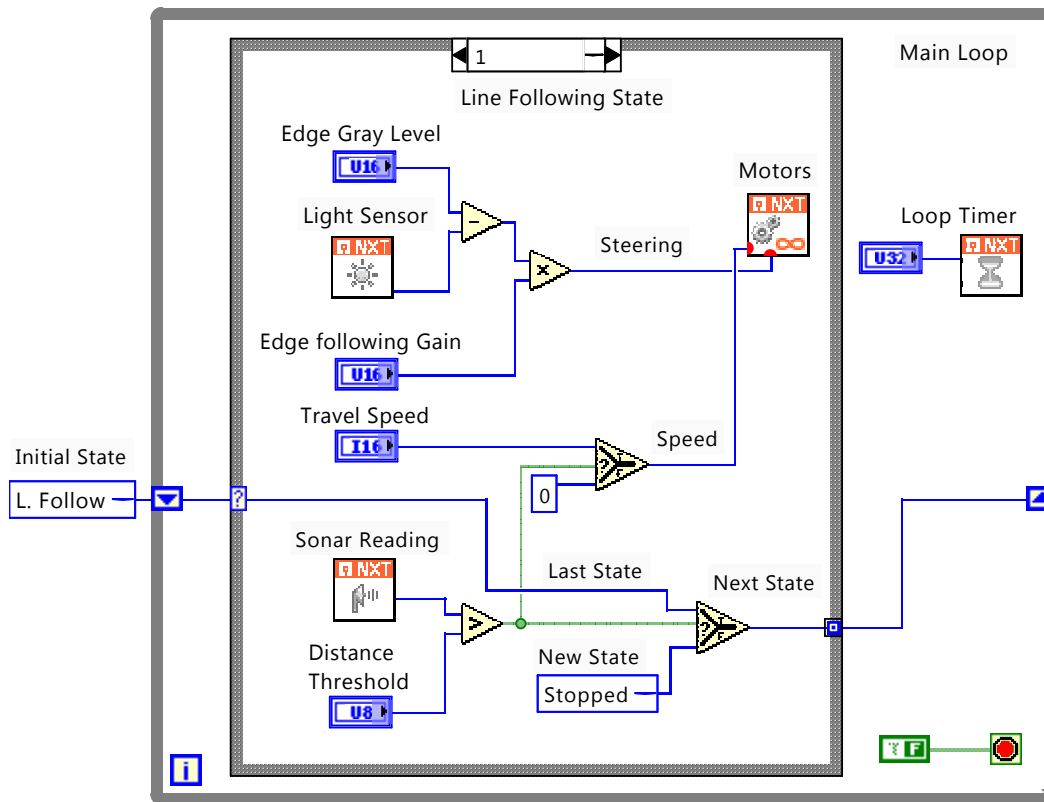 1
Main Loop
Line Following State
Edge Gray Level
U16
Motors
NXT
Light Sensor
NXT
-
Steering
Loop Timer
U32
NXT
x
Edge following Gain
U16
Travel Speed
I16
Speed
?
T
F
0
Initial State
L. Follow
?
Sonar Reading
NXT
Last State
Next State
>
?
T
F
Distance
Threshold
U8
New State
Stopped
F
i